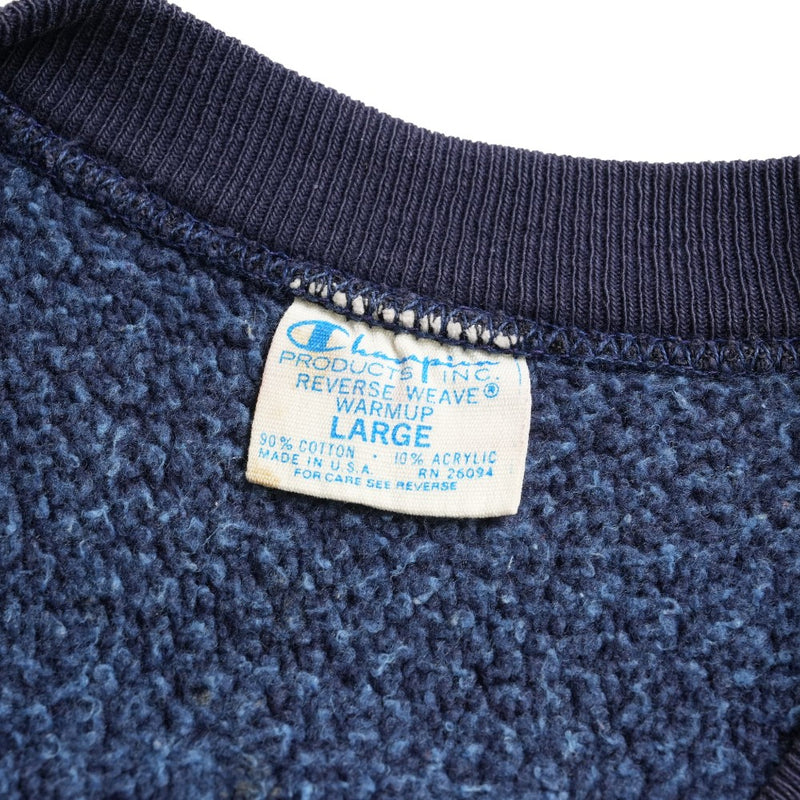 Champion
PRODUCTS INC.
REVERSE WEAVE®
WARMUP
LARGE
90% COTTON · 10% ACRYLIC
MADE IN U.S.A. RN 26094
FOR CARE SEE REVERSE